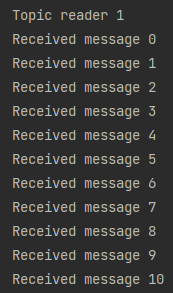 Topic reader 1
Received message 0
Received message 1
Received message 2
Received message 3
Received message 4
Received message 5
Received message 6
Received message 7
Received message 8
Received message 9
Received message 10